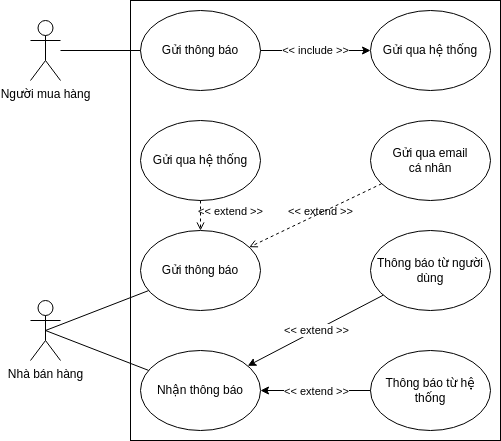 Gửi thông báo
<< include >>
Gửi qua hệ thống
Người mua hàng
Gửi qua hệ thống
Gửi qua email
cá nhân
<< extend >>
<< extend >>
Gửi thông báo
Thông báo từ người
dùng
<< extend >>
Nhà bán hàng
Nhận thông báo
<< extend >>
Thông báo từ hệ
thống